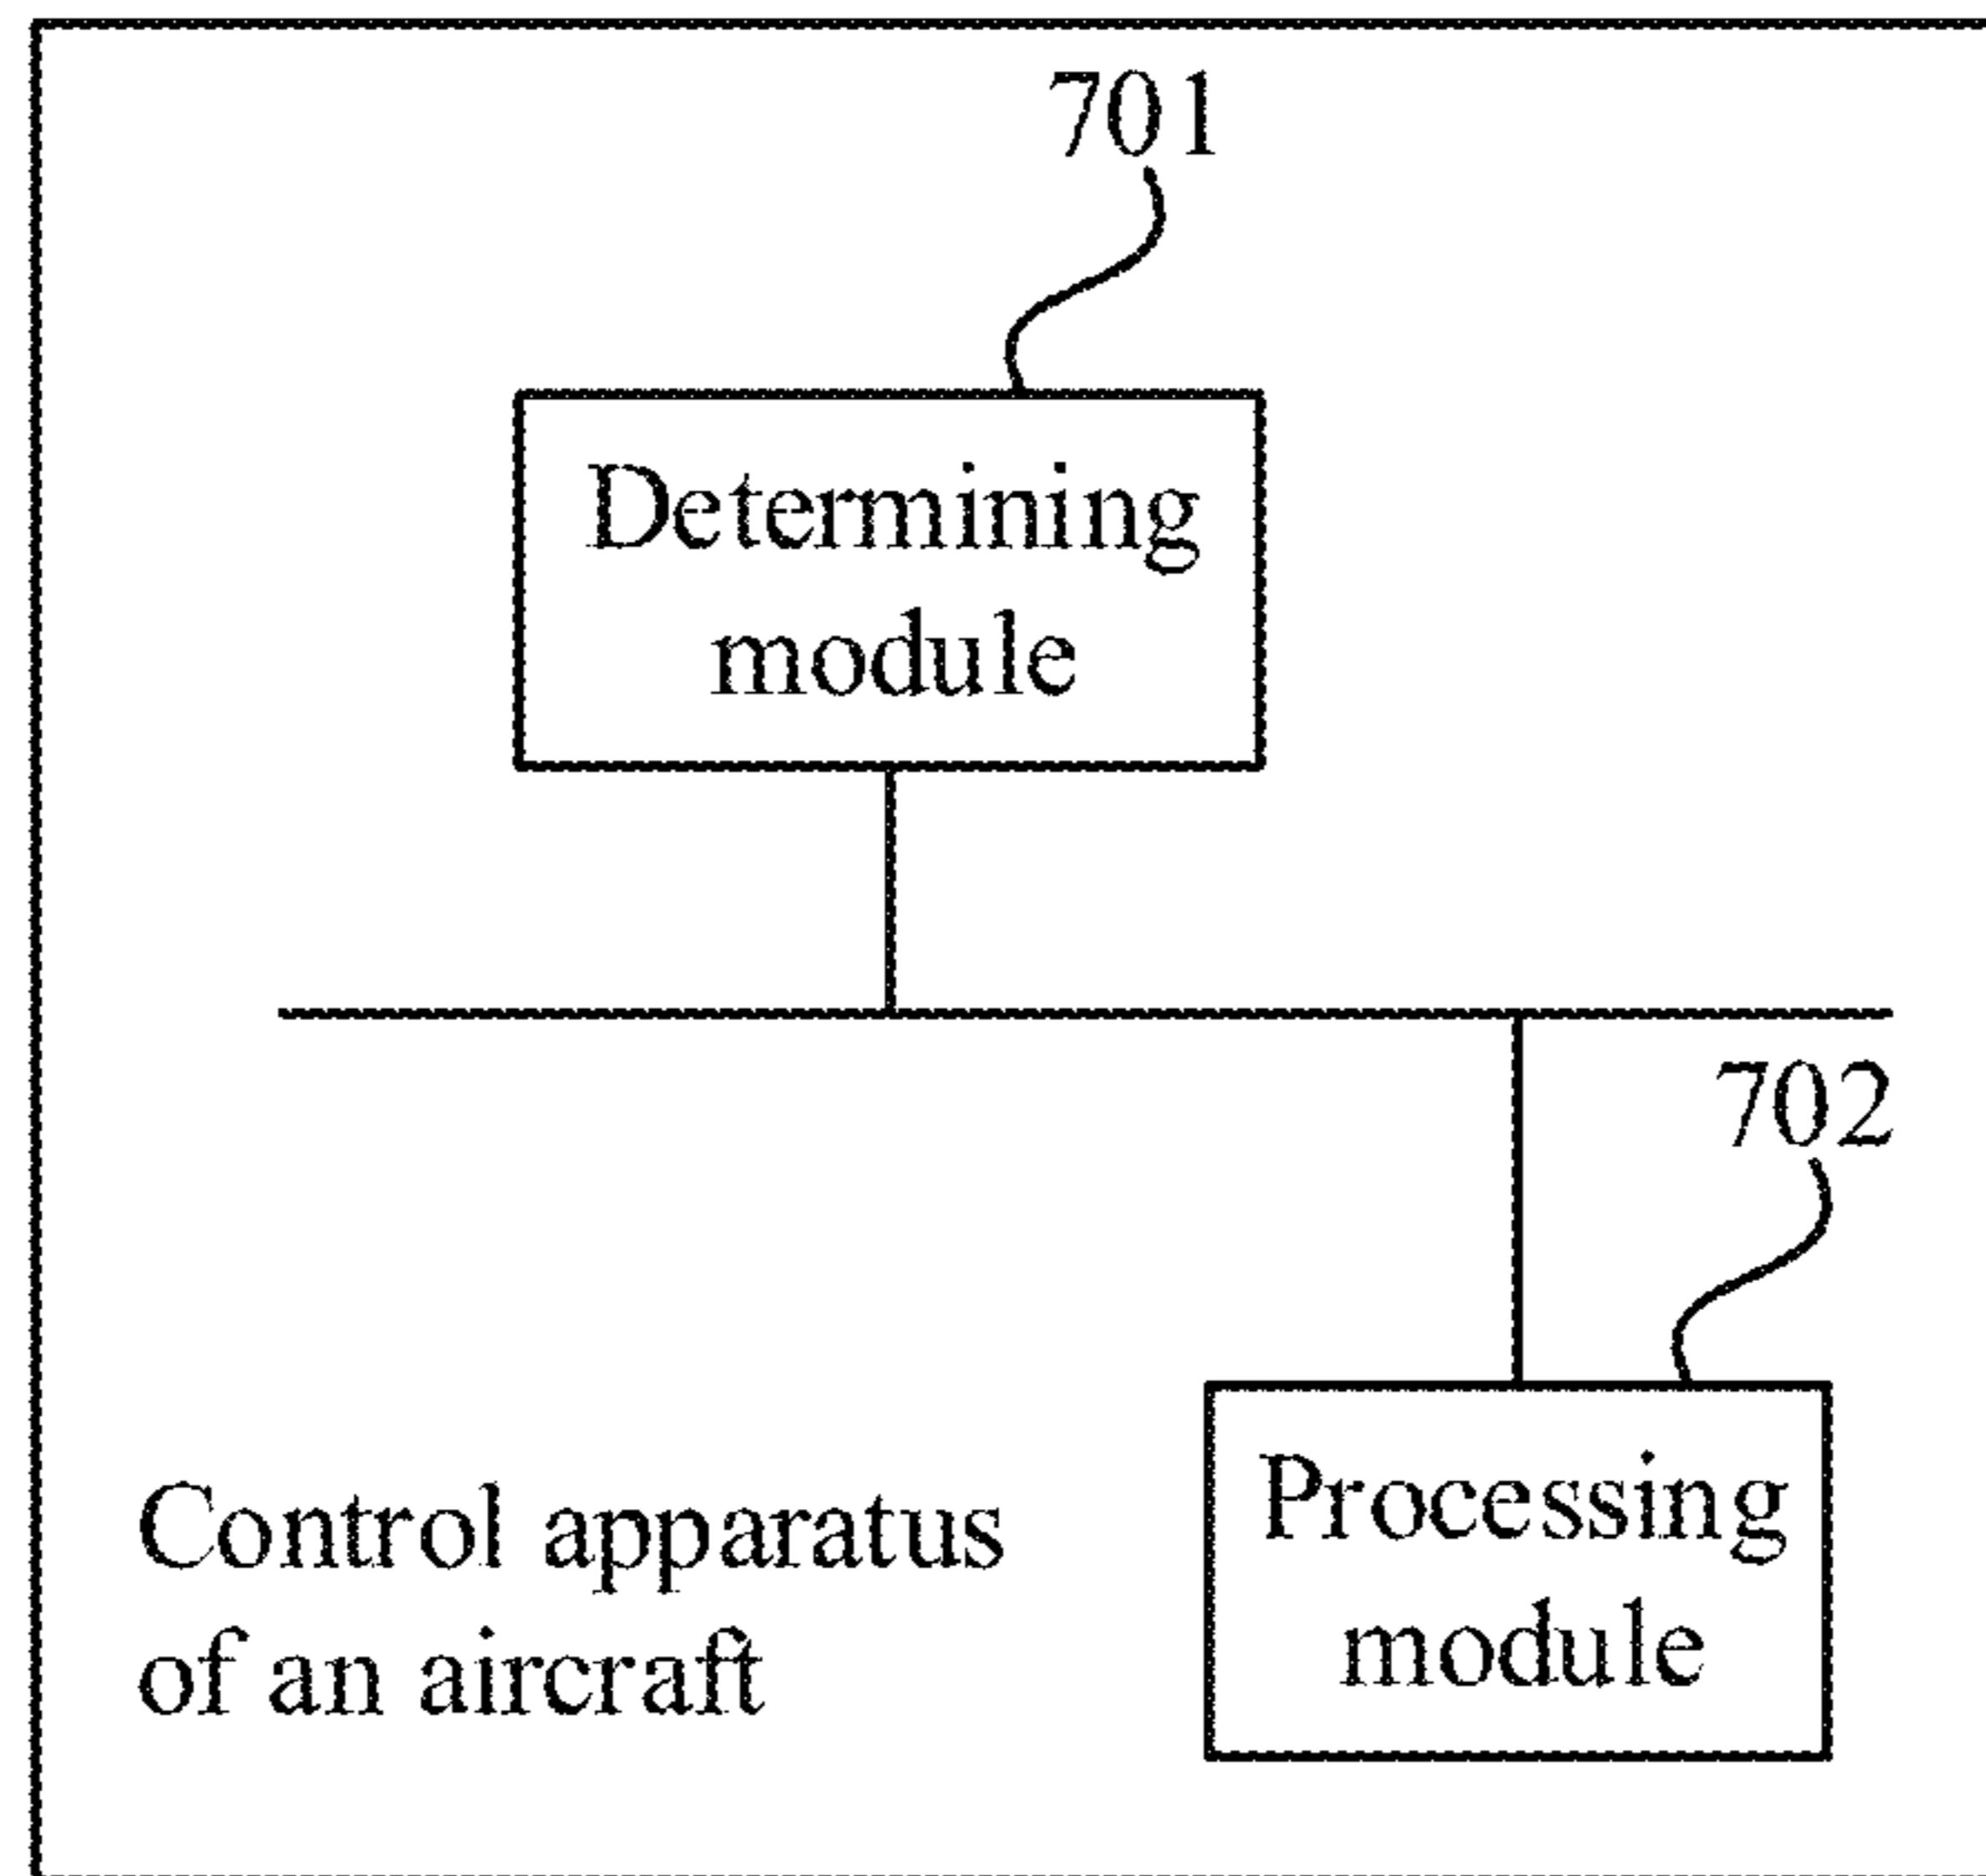 701
Determining
module
702
Processing
module
Control apparatus
of an aircraft